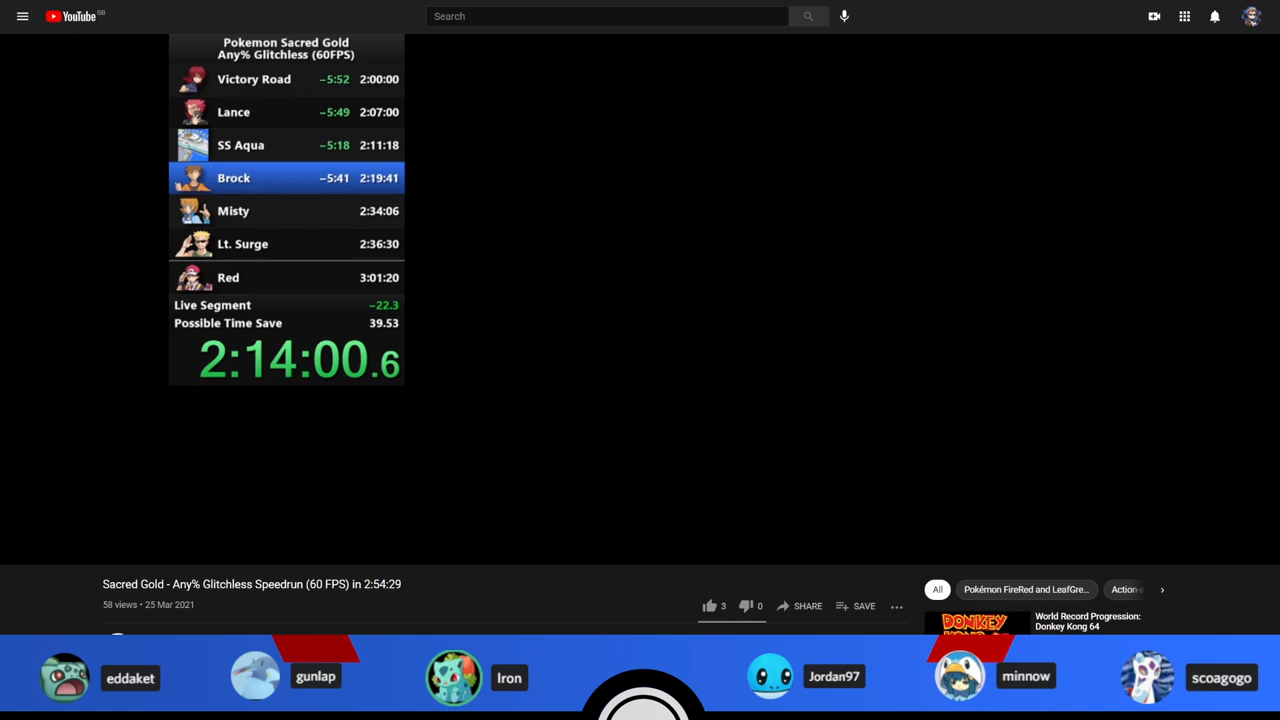 YouTube GB
Search
Pokemon Sacred Gold
Any% Glitchless (60FPS)
Victory Road −5:52 2:00:00
Lance −5:49 2:07:00
SS Aqua −5:18 2:11:18
Brock −5:41 2:19:41
Misty 2:34:06
Lt. Surge 2:36:30
Red 3:01:20
Live Segment −22.3
Possible Time Save 39.53
2:14:00.6
Sacred Gold - Any% Glitchless Speedrun (60 FPS) in 2:54:29
58 views • 25 Mar 2021
3 0 SHARE SAVE
All Pokémon FireRed and LeafGre... Action-
DONKEY
World Record Progression:
Donkey Kong 64
eddaket gunlap Iron Jordan97 minnow scoagogo